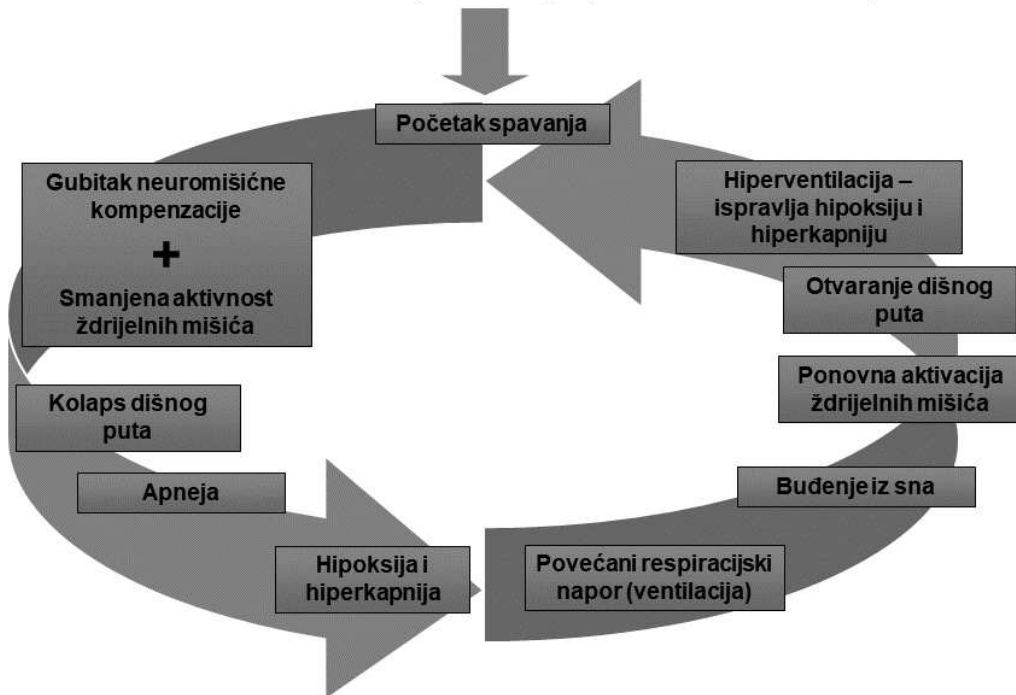 Početak spavanja
Gubitak neuromišićne
kompenzacije
+
Smanjena aktivnost
ždrijelnih mišića
Kolaps dišnog
puta
Apneja
Hipoksija i
hiperkapnija
Povećani respiracijski
napor (ventilacija)
Buđenje iz sna
Ponovna aktivacija
ždrijelnih mišića
Otvaranje dišnog
puta
Hiperventilacija –
ispravlja hipoksiju i
hiperkapniju